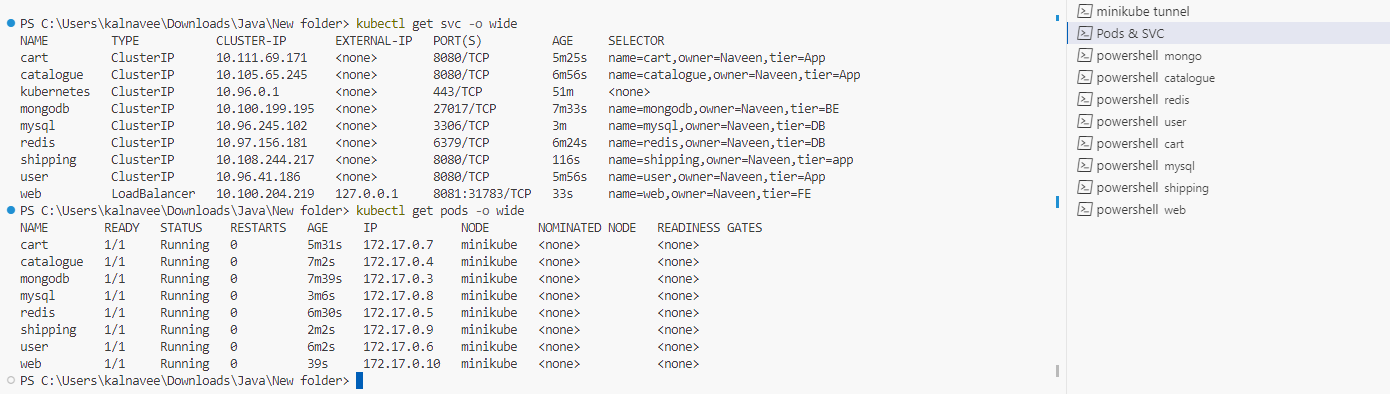 PS C:\Users\kalnavee\Downloads\Java\New folder> kubectl get svc -o wide
NAME TYPE CLUSTER-IP EXTERNAL-IP PORT(S) AGE SELECTOR
cart ClusterIP 10.111.69.171 <none> 8080/TCP 5m25s name=cart,owner=Naveen,tier=App
catalogue ClusterIP 10.105.65.245 <none> 8080/TCP 6m56s name=catalogue,owner=Naveen,tier=App
kubernetes ClusterIP 10.96.0.1 <none> 443/TCP 51m <none>
mongodb ClusterIP 10.100.199.195 <none> 27017/TCP 7m33s name=mongodb,owner=Naveen,tier=BE
mysql ClusterIP 10.96.245.102 <none> 3306/TCP 3m name=mysql,owner=Naveen,tier=DB
redis ClusterIP 10.97.156.181 <none> 6379/TCP 6m24s name=redis,owner=Naveen,tier=DB
shipping ClusterIP 10.108.244.217 <none> 8080/TCP 116s name=shipping,owner=Naveen,tier=app
user ClusterIP 10.96.41.186 <none> 8080/TCP 5m56s name=user,owner=Naveen,tier=App
web LoadBalancer 10.100.204.219 127.0.0.1 8081:31783/TCP 33s name=web,owner=Naveen,tier=FE
PS C:\Users\kalnavee\Downloads\Java\New folder> kubectl get pods -o wide
NAME READY STATUS RESTARTS AGE IP NODE NOMINATED NODE READINESS GATES
cart 1/1 Running 0 5m31s 172.17.0.7 minikube <none> <none>
catalogue 1/1 Running 0 7m2s 172.17.0.4 minikube <none> <none>
mongodb 1/1 Running 0 7m39s 172.17.0.3 minikube <none> <none>
mysql 1/1 Running 0 3m6s 172.17.0.8 minikube <none> <none>
redis 1/1 Running 0 6m30s 172.17.0.5 minikube <none> <none>
shipping 1/1 Running 0 2m2s 172.17.0.9 minikube <none> <none>
user 1/1 Running 0 6m2s 172.17.0.6 minikube <none> <none>
web 1/1 Running 0 39s 172.17.0.10 minikube <none> <none>
PS C:\Users\kalnavee\Downloads\Java\New folder>
minikube tunnel
Pods & SVC
powershell mongo
powershell catalogue
powershell redis
powershell user
powershell cart
powershell mysql
powershell shipping
powershell web